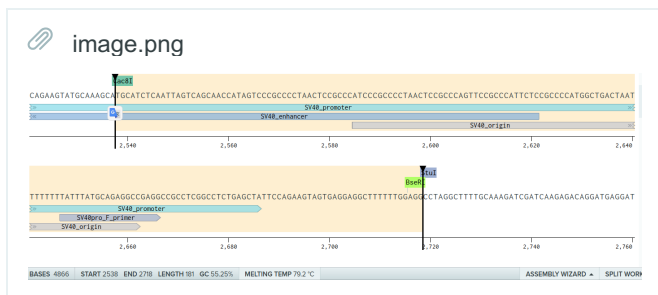 image.png
Cac8I
CAGAAGTATGCAAAGCATGCATCTCAATTAGTCAGCAACCATAGTCCCGCCCCTAACTCCGCCCATCCCGCCCCTAACTCCGCCCAGTTCCGCCCATTCTCCGCCCCATGGCTGACTAAT
SV40_promoter
SV40_enhancer
SV40_origin
2,540 2,560 2,580 2,600 2,620 2,640
StuI
BseRI
TTTTTTTATTTATGCAGAGGCCGAGGCCGCCTCGGCCTCTGAGCTATTCCAGAAGTAGTGAGGAGGCTTTTTTGGAGGCCTAGGCTTTTGCAAAGATCGATCAAGAGACAGGATGAGGAT
SV40_promoter
SV40pro_F_primer
SV40_origin
2,660 2,680 2,700 2,720 2,740 2,760
BASES 4866 START 2538 END 2718 LENGTH 181 GC 55.25% MELTING TEMP 79.2 °C ASSEMBLY WIZARD SPLIT WORK